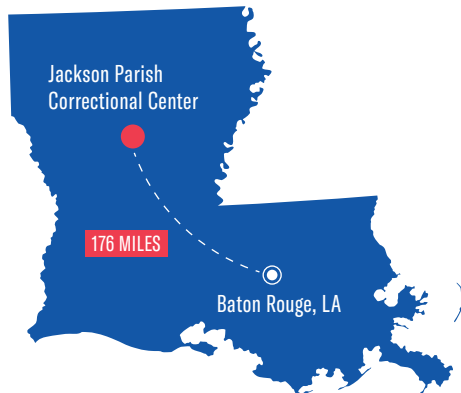 Jackson Parish
Correctional Center
176 MILES
Baton Rouge, LA